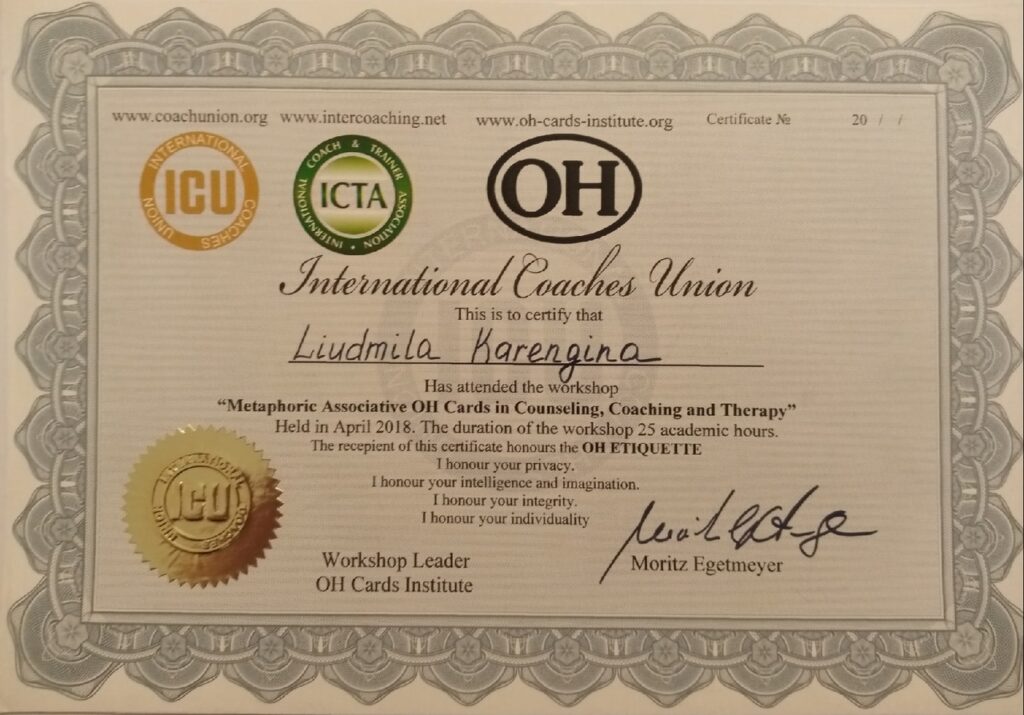 www.coachunion.org www.intercoaching.net www.oh-cards-institute.org Certificate № 20 / /
INTERNATIONAL COACHES UNION
ICU
INTERNATIONAL COACH & TRAINER ASSOCIATION
ICTA
OH
International Coaches Union
This is to certify that
Liudmila Karengina
Has attended the workshop
“Metaphoric Associative OH Cards in Counseling, Coaching and Therapy”
Held in April 2018. The duration of the workshop 25 academic hours.
The recepient of this certificate honours the OH ETIQUETTE
I honour your privacy.
I honour your intelligence and imagination.
I honour your integrity.
I honour your individuality
INTERNATIONAL COACHES UNION
ICU
Workshop Leader
OH Cards Institute
Moritz Egetmeyer